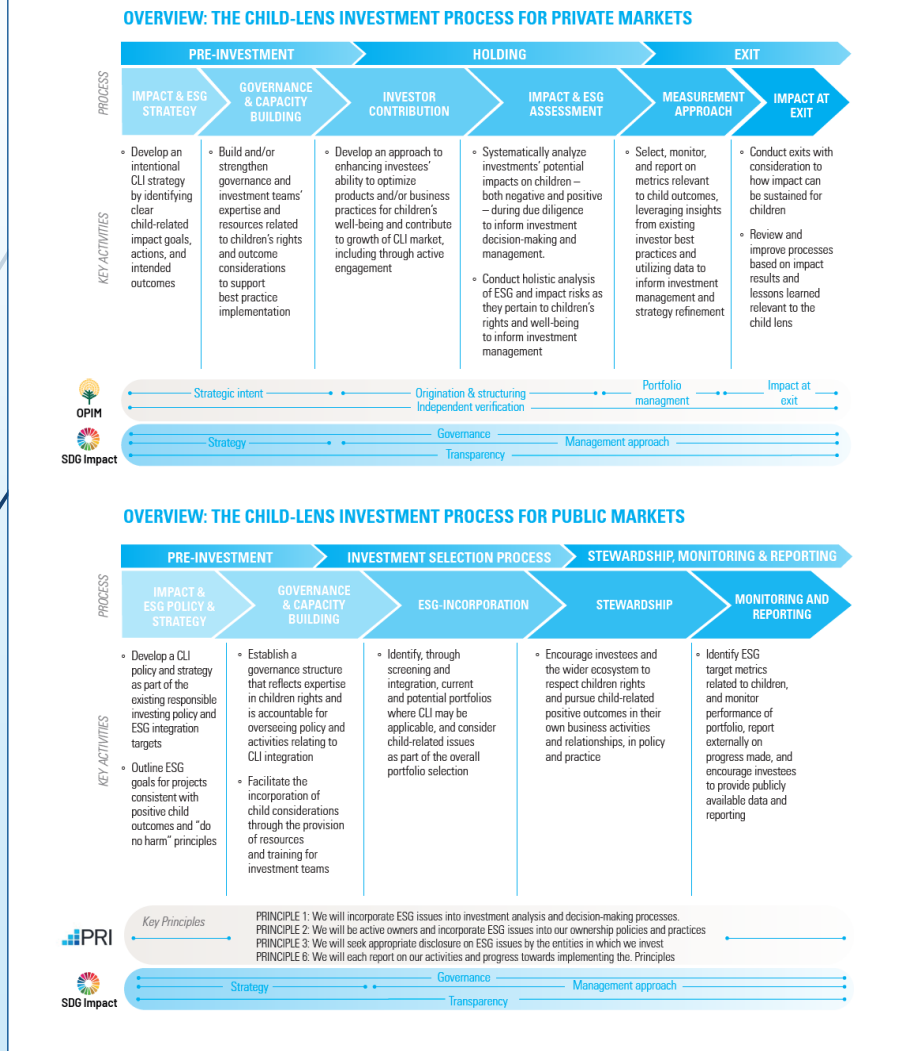 OVERVIEW: THE CHILD-LENS INVESTMENT PROCESS FOR PRIVATE MARKETS
PRE-INVESTMENT
HOLDING
EXIT
PROCESS
IMPACT & ESG
STRATEGY
GOVERNANCE
& CAPACITY
BUILDING
INVESTOR
CONTRIBUTION
IMPACT & ESG
ASSESSMENT
MEASUREMENT
APPROACH
IMPACT AT
EXIT
KEY ACTIVITIES
◦ Develop an
intentional
CLI strategy
by identifying
clear
child-related
impact goals,
actions, and
intended
outcomes
◦ Build and/or
strengthen
governance and
investment teams’
expertise and
resources related
to children’s rights
and outcome
considerations
to support
best practice
implementation
◦ Develop an approach to
enhancing investees’
ability to optimize
products and/or business
practices for children’s
well-being and contribute
to growth of CLI market,
including through active
engagement
◦ Systematically analyze
investments’ potential
impacts on children –
both negative and positive
– during due diligence
to inform investment
decision-making and
management.
◦ Conduct holistic analysis
of ESG and impact risks as
they pertain to children’s
rights and well-being
to inform investment
management
◦ Select, monitor,
and report on
metrics relevant
to child outcomes,
leveraging insights
from existing
investor best
practices and
utilizing data to
inform investment
management and
strategy refinement
◦ Conduct exits with
consideration to
how impact can
be sustained for
children
◦ Review and
improve processes
based on impact
results and
lessons learned
relevant to the
child lens
OPIM
Strategic intent
Origination & structuring
Independent verification
Portfolio
managment
Impact at
exit
SDG Impact
Strategy
Governance
Management approach
Transparency
OVERVIEW: THE CHILD-LENS INVESTMENT PROCESS FOR PUBLIC MARKETS
PRE-INVESTMENT
INVESTMENT SELECTION PROCESS
STEWARDSHIP, MONITORING & REPORTING
PROCESS
IMPACT &
ESG POLICY &
STRATEGY
GOVERNANCE
& CAPACITY
BUILDING
ESG-INCORPORATION
STEWARDSHIP
MONITORING AND
REPORTING
KEY ACTIVITIES
◦ Develop a CLI
policy and strategy
as part of the
existing responsible
investing policy and
ESG integration
targets
◦ Outline ESG
goals for projects
consistent with
positive child
outcomes and “do
no harm” principles
◦ Establish a
governance structure
that reflects expertise
in children rights and
is accountable for
overseeing policy and
activities relating to
CLI integration
◦ Facilitate the
incorporation of
child considerations
through the provision
of resources
and training for
investment teams
◦ Identify, through
screening and
integration, current
and potential portfolios
where CLI may be
applicable, and consider
child-related issues
as part of the overall
portfolio selection
◦ Encourage investees and
the wider ecosystem to
respect children rights
and pursue child-related
positive outcomes in their
own business activities
and relationships, in policy
and practice
◦ Identify ESG
target metrics
related to children,
and monitor
performance of
portfolio, report
externally on
progress made, and
encourage investees
to provide publicly
available data and
reporting
PRI
Key Principles
PRINCIPLE 1: We will incorporate ESG issues into investment analysis and decision-making processes.
PRINCIPLE 2: We will be active owners and incorporate ESG issues into our ownership policies and practices
PRINCIPLE 3: We will seek appropriate disclosure on ESG issues by the entities in which we invest
PRINCIPLE 6: We will each report on our activities and progress towards implementing the. Principles
SDG Impact
Strategy
Governance
Management approach
Transparency